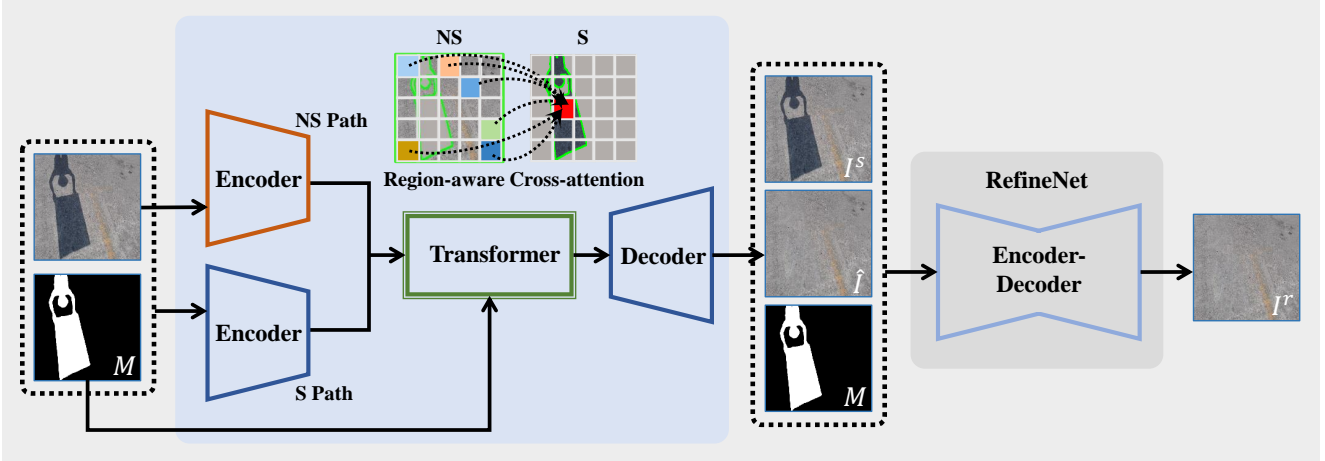 NS
S
NS Path
Encoder
Region-aware Cross-attention
Transformer
Decoder
M
Encoder
S Path
I^s
Î
M
RefineNet
Encoder-
Decoder
I^r